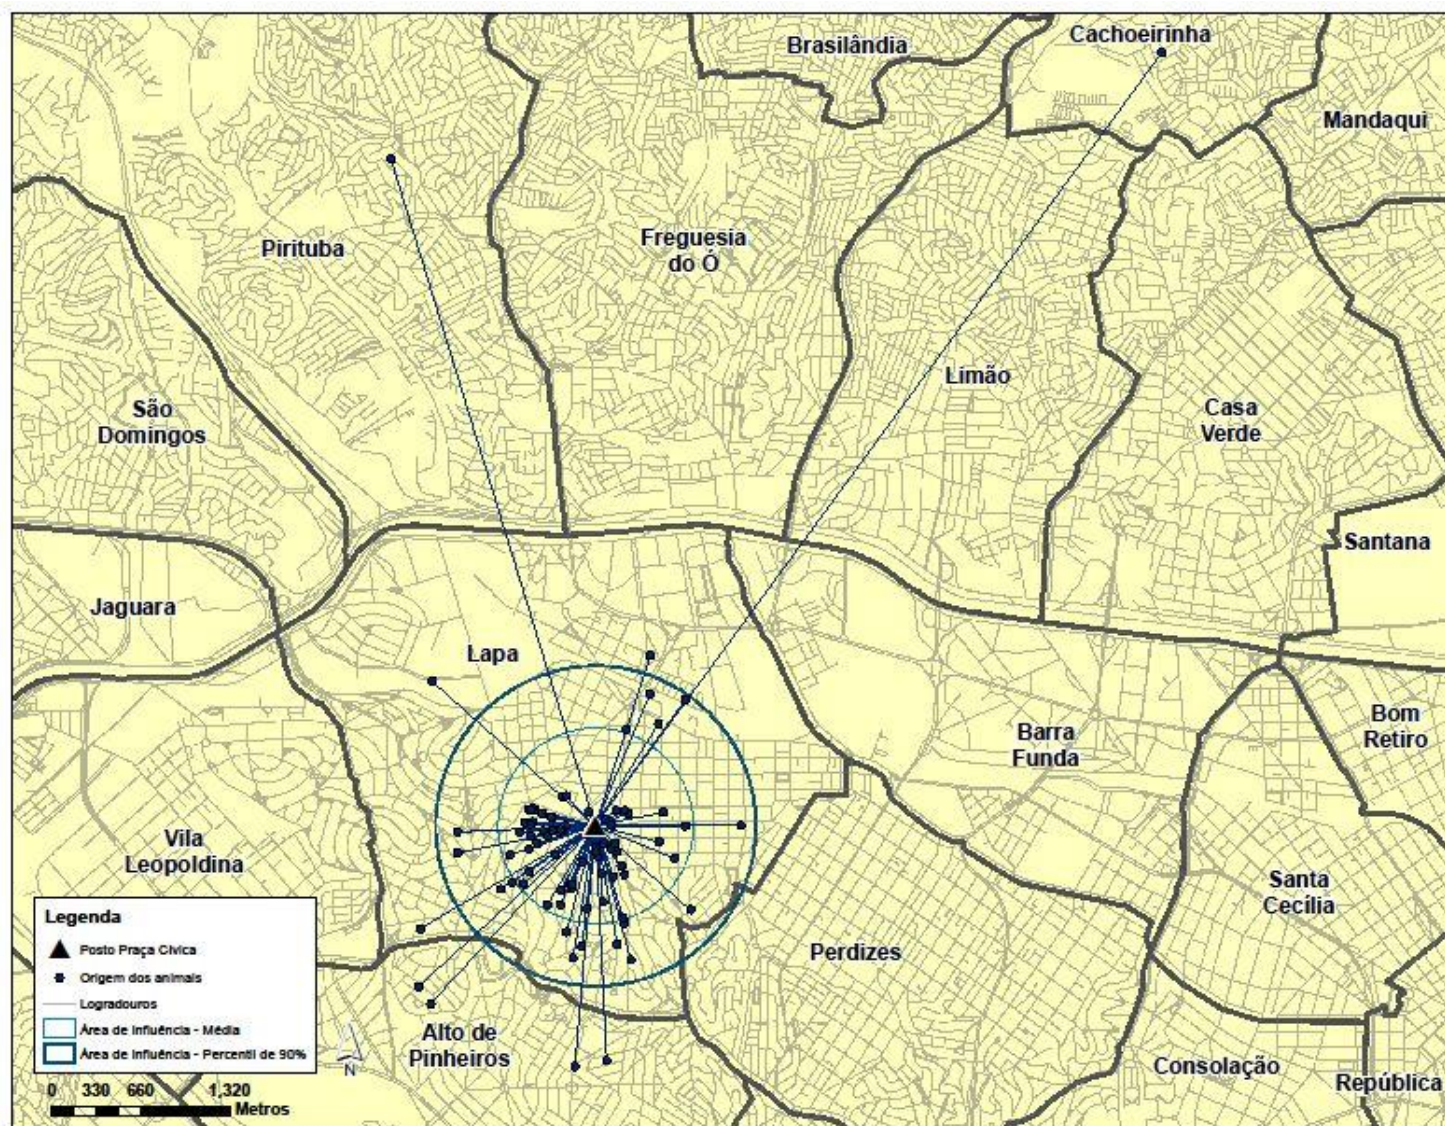 Brasilândia
Cachoeirinha
Mandaqui
Pirituba
Freguesia
do Ó
Limão
São
Domingos
Casa
Verde
Santana
Jaguara
Lapa
Bom
Retiro
Barra
Funda
Vila
Leopoldina
Santa
Cecília
Perdizes
Alto de
Pinheiros
Consolação
República
Legenda
Posto Praça Cívica
Origem dos animais
Logradouros
Área de Influência - Média
Área de Influência - Percentil de 90%
N
0 330 660 1,320
Metros